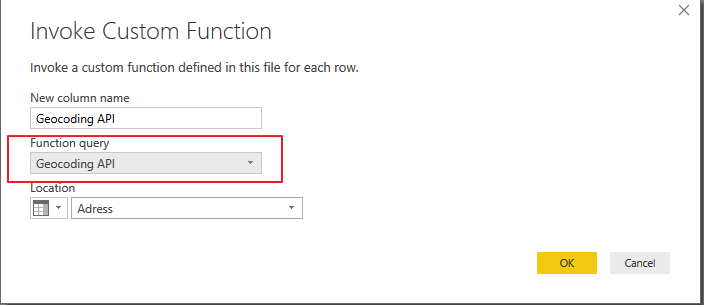 Invoke Custom Function
Invoke a custom function defined in this file for each row.
New column name
Geocoding API
Function query
Geocoding API
Location
Adress
OK
Cancel